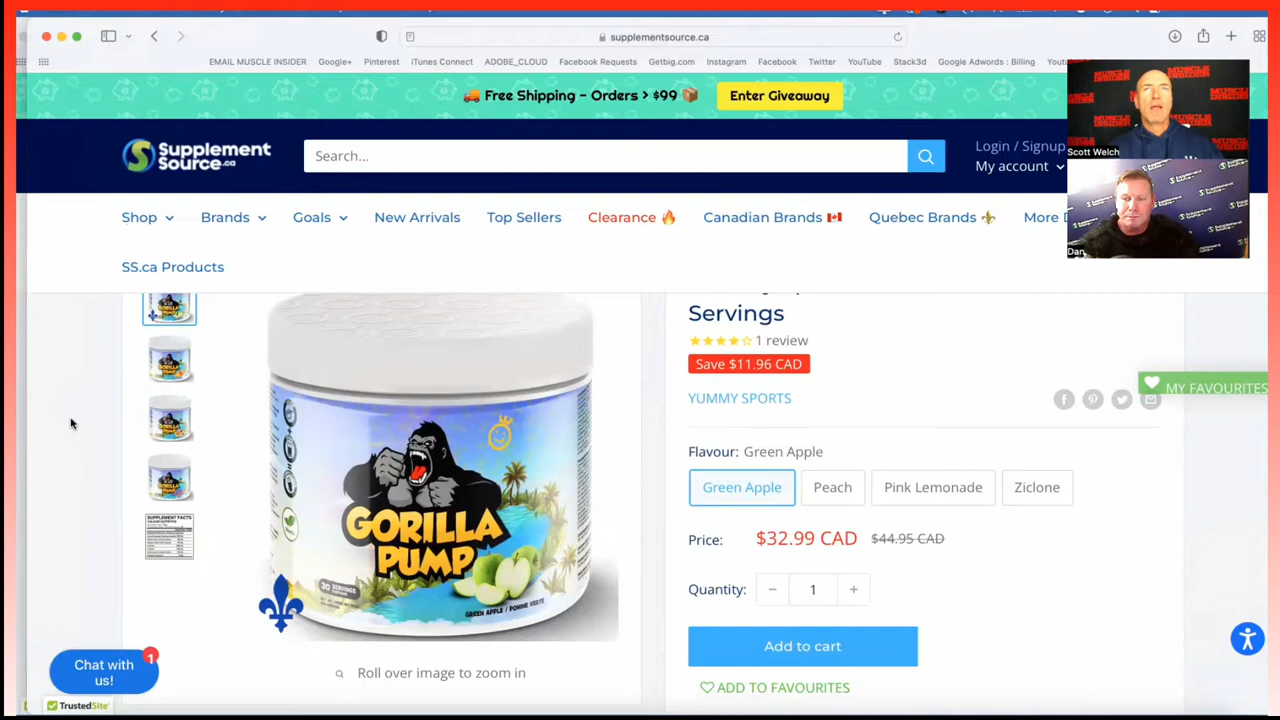 supplementsource.ca
EMAIL MUSCLE INSIDER Google+ Pinterest iTunes Connect ADOBE_CLOUD Facebook Requests Getbig.com Instagram Facebook Twitter YouTube Stack3d Google Adwords : Billing
🚚 Free Shipping - Orders > $99 📦 Enter Giveaway
MUSCLE INSIDER
Scott Welch
Supplement Source.ca
Search...
Login / Signup
My account
Shop Brands Goals New Arrivals Top Sellers Clearance 🔥 Canadian Brands 🇨🇦 Quebec Brands ⚜️ More
SS.ca Products
Servings
1 review
Save $11.96 CAD
YUMMY SPORTS
MY FAVOURITES
Flavour: Green Apple
Green Apple Peach Pink Lemonade Ziclone
Price: $32.99 CAD $44.95 CAD
Quantity: − 1 +
Add to cart
ADD TO FAVOURITES
GORILLA
PUMP
30 SERVINGS
GREEN APPLE / POMME VERTE
SUPPLEMENT FACTS
Roll over image to zoom in
Chat with us! 1
TrustedSite